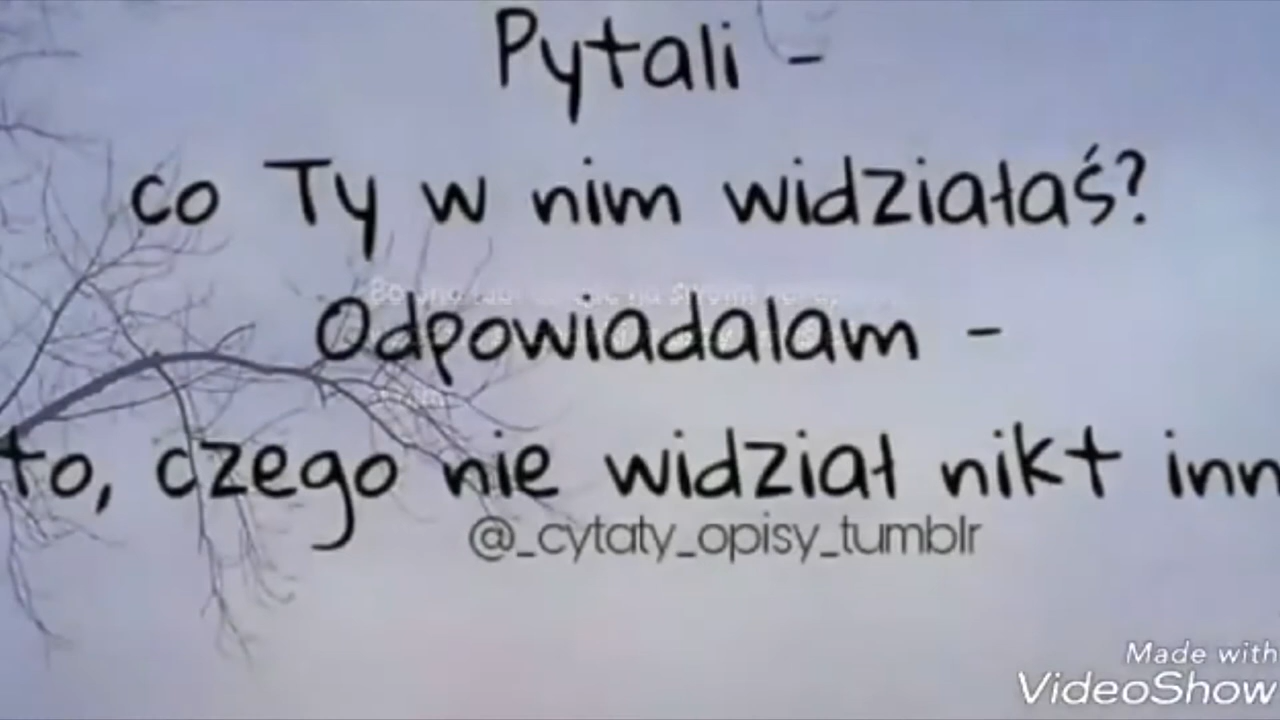 Pytali -
co Ty w nim widziałaś?
Odpowiadalam -
to, czego nie widział nikt inn
@_cytaty_opisy_tumblr
Made with
VideoShow